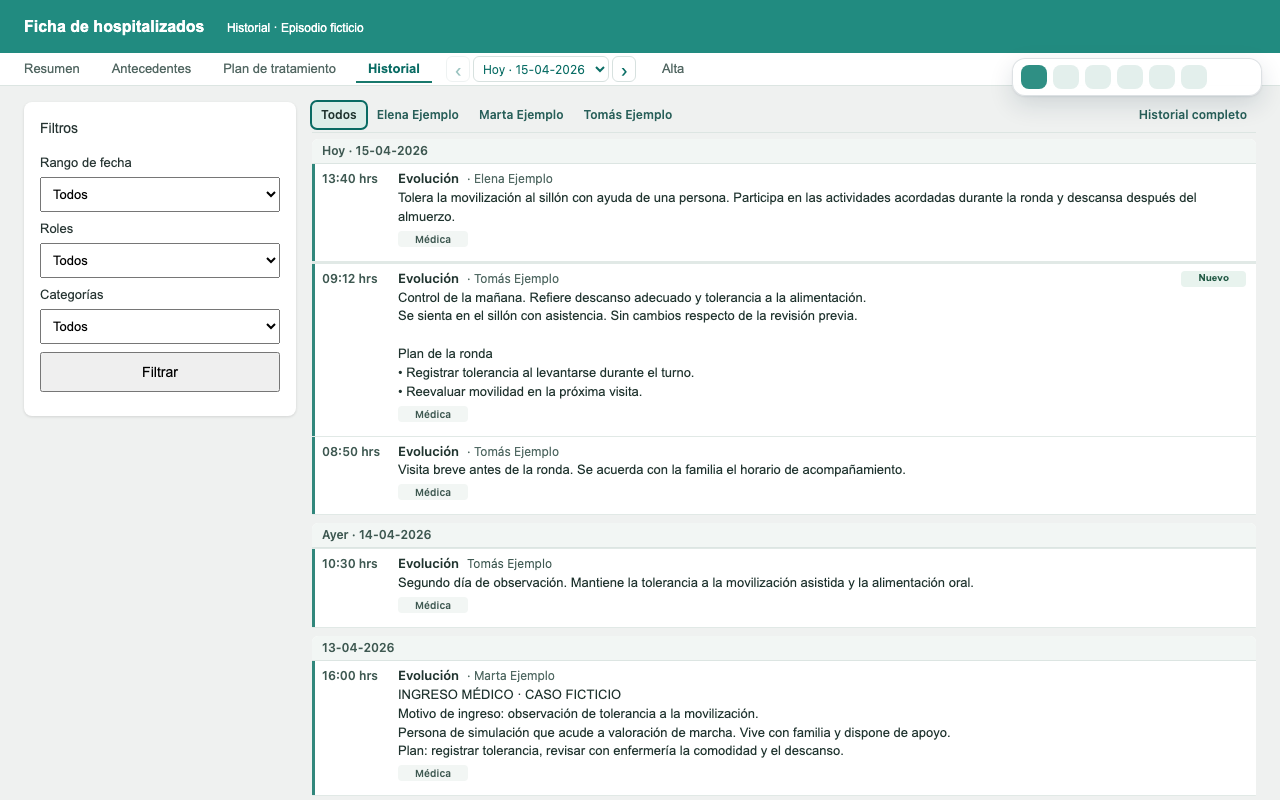 Ficha de hospitalizados Historial · Episodio ficticio
Resumen Antecedentes Plan de tratamiento Historial ‹ Hoy · 15-04-2026 › Alta
Filtros
Rango de fecha
Todos
Roles
Todos
Categorías
Todos
Filtrar
Todos Elena Ejemplo Marta Ejemplo Tomás Ejemplo Historial completo
Hoy · 15-04-2026
13:40 hrs Evolución · Elena Ejemplo
Tolera la movilización al sillón con ayuda de una persona. Participa en las actividades acordadas durante la ronda y descansa después del
almuerzo.
Médica
09:12 hrs Evolución · Tomás Ejemplo Nuevo
Control de la mañana. Refiere descanso adecuado y tolerancia a la alimentación.
Se sienta en el sillón con asistencia. Sin cambios respecto de la revisión previa.
Plan de la ronda
• Registrar tolerancia al levantarse durante el turno.
• Reevaluar movilidad en la próxima visita.
Médica
08:50 hrs Evolución · Tomás Ejemplo
Visita breve antes de la ronda. Se acuerda con la familia el horario de acompañamiento.
Médica
Ayer · 14-04-2026
10:30 hrs Evolución Tomás Ejemplo
Segundo día de observación. Mantiene la tolerancia a la movilización asistida y la alimentación oral.
Médica
13-04-2026
16:00 hrs Evolución · Marta Ejemplo
INGRESO MÉDICO · CASO FICTICIO
Motivo de ingreso: observación de tolerancia a la movilización.
Persona de simulación que acude a valoración de marcha. Vive con familia y dispone de apoyo.
Plan: registrar tolerancia, revisar con enfermería la comodidad y el descanso.
Médica